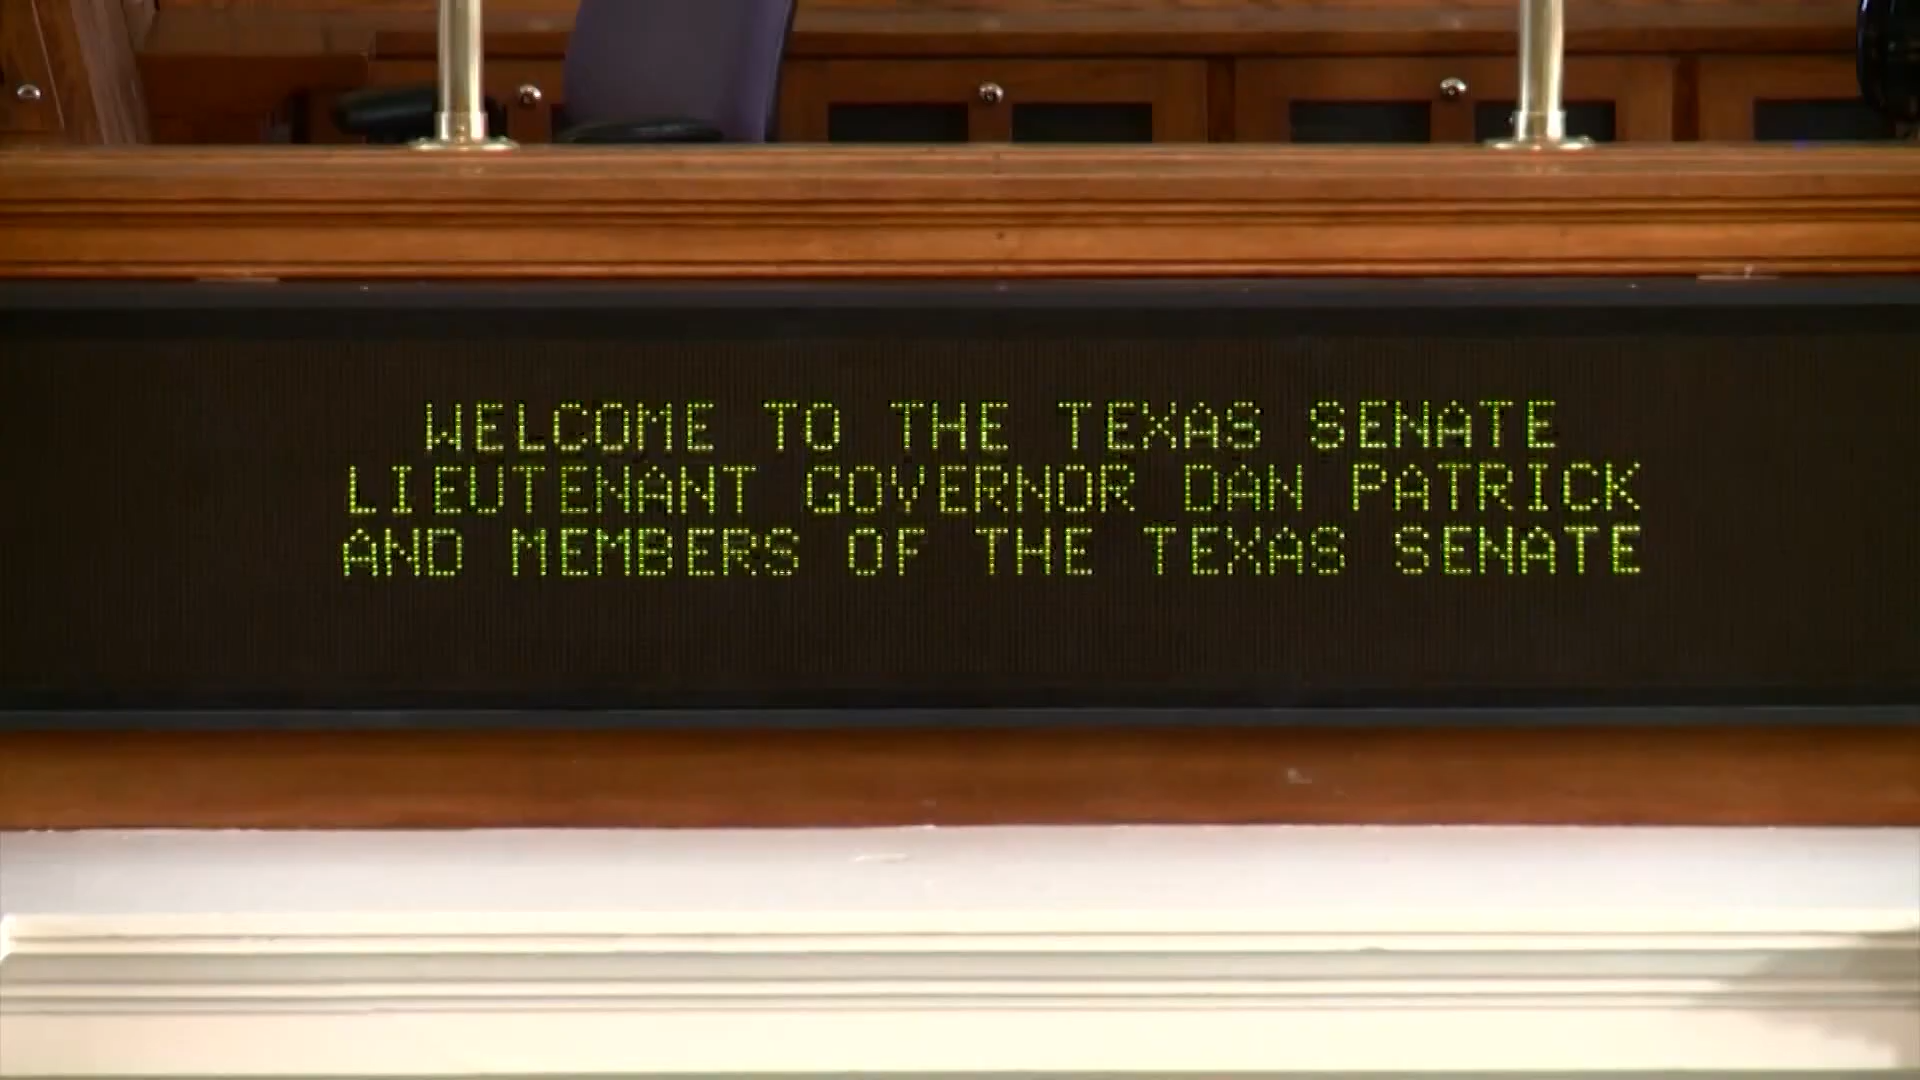 WELCOME TO THE TEXAS SENATE
LIEUTENANT GOVERNOR DAN PATRICK
AND MEMBERS OF THE TEXAS SENATE